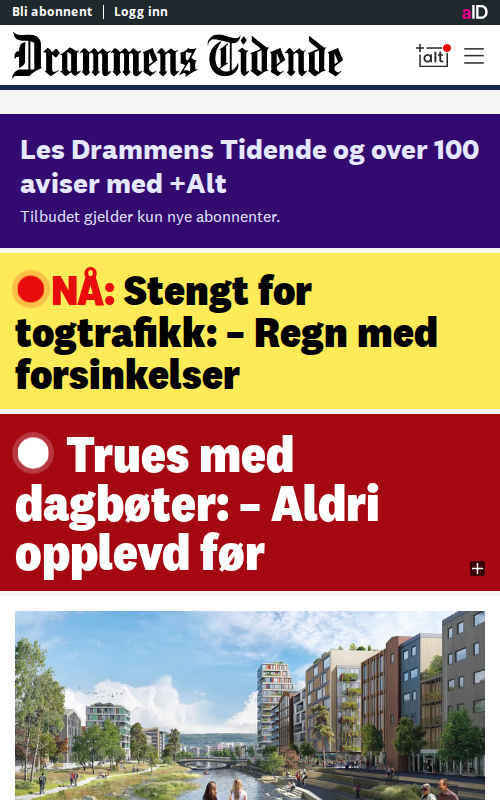 Bli abonnent | Logg inn
aID
Drammens Tidende
+alt
Les Drammens Tidende og over 100
aviser med +Alt
Tilbudet gjelder kun nye abonnenter.
NÅ: Stengt for
togtrafikk: – Regn med
forsinkelser
Trues med
dagbøter: – Aldri
opplevd før